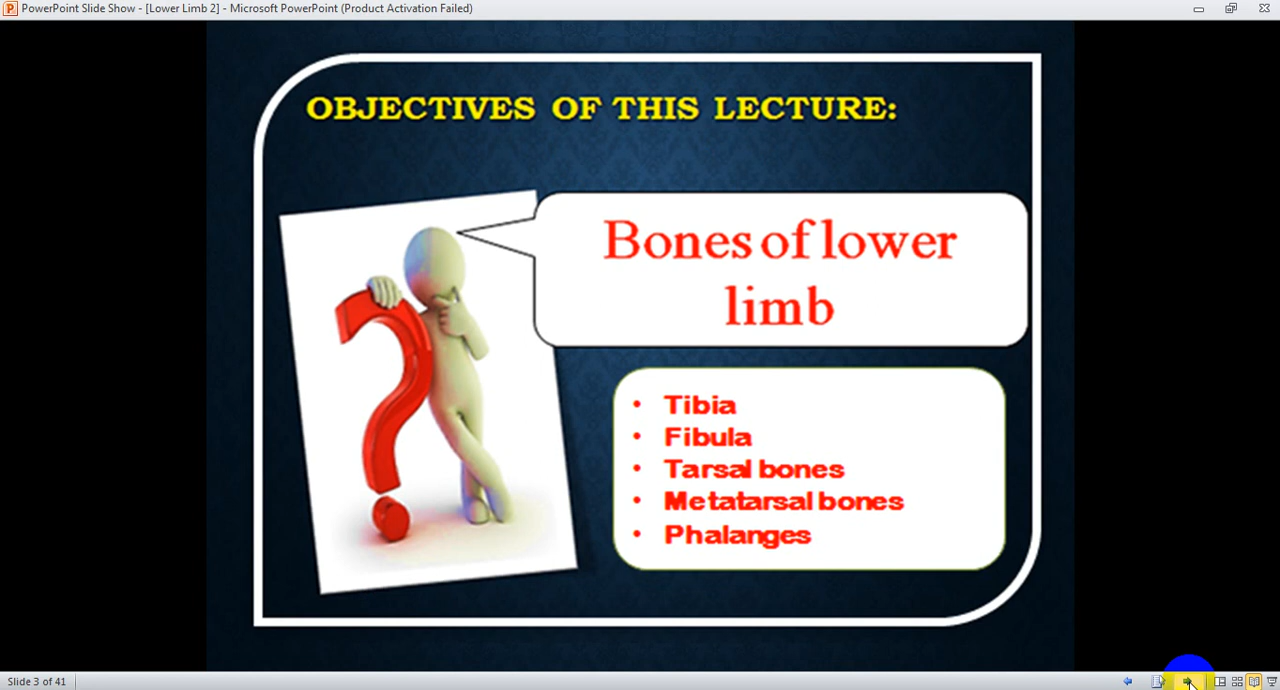 PowerPoint Slide Show - [Lower Limb 2] - Microsoft PowerPoint (Product Activation Failed)
OBJECTIVES OF THIS LECTURE:
Bones of lower
limb
• Tibia
• Fibula
• Tarsal bones
• Metatarsal bones
• Phalanges
Slide 3 of 41